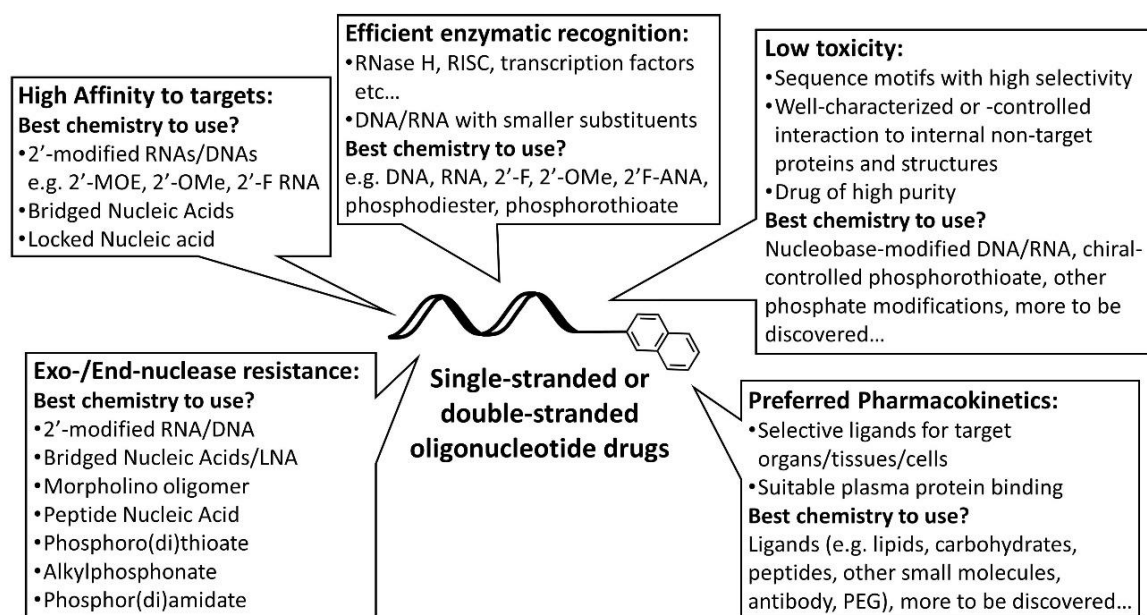 High Affinity to targets:
Best chemistry to use?
•2’-modified RNAs/DNAs
e.g. 2’-MOE, 2’-OMe, 2’-F RNA
•Bridged Nucleic Acids
•Locked Nucleic acid
Efficient enzymatic recognition:
•RNase H, RISC, transcription factors
etc…
•DNA/RNA with smaller substituents
Best chemistry to use?
e.g. DNA, RNA, 2’-F, 2’-OMe, 2’F-ANA,
phosphodiester, phosphorothioate
Low toxicity:
•Sequence motifs with high selectivity
•Well-characterized or -controlled
interaction to internal non-target
proteins and structures
•Drug of high purity
Best chemistry to use?
Nucleobase-modified DNA/RNA, chiral-
controlled phosphorothioate, other
phosphate modifications, more to be
discovered…
Exo-/End-nuclease resistance:
Best chemistry to use?
•2’-modified RNA/DNA
•Bridged Nucleic Acids/LNA
•Morpholino oligomer
•Peptide Nucleic Acid
•Phosphoro(di)thioate
•Alkylphosphonate
•Phosphor(di)amidate
Single-stranded or
double-stranded
oligonucleotide drugs
Preferred Pharmacokinetics:
•Selective ligands for target
organs/tissues/cells
•Suitable plasma protein binding
Best chemistry to use?
Ligands (e.g. lipids, carbohydrates,
peptides, other small molecules,
antibody, PEG), more to be discovered…